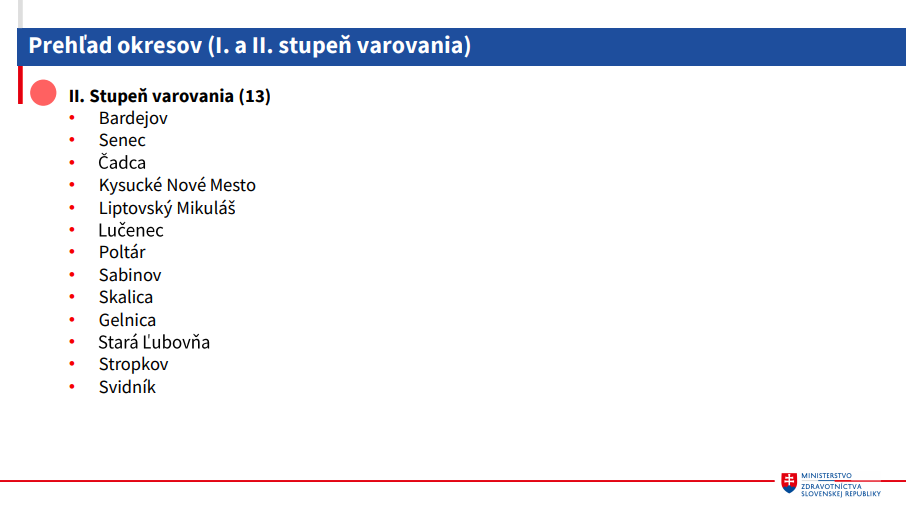 Prehľad okresov (I. a II. stupeň varovania)
II. Stupeň varovania (13)
• Bardejov
• Senec
• Čadca
• Kysucké Nové Mesto
• Liptovský Mikuláš
• Lučenec
• Poltár
• Sabinov
• Skalica
• Gelnica
• Stará Ľubovňa
• Stropkov
• Svidník
MINISTERSTVO
ZDRAVOTNÍCTVA
SLOVENSKEJ REPUBLIKY